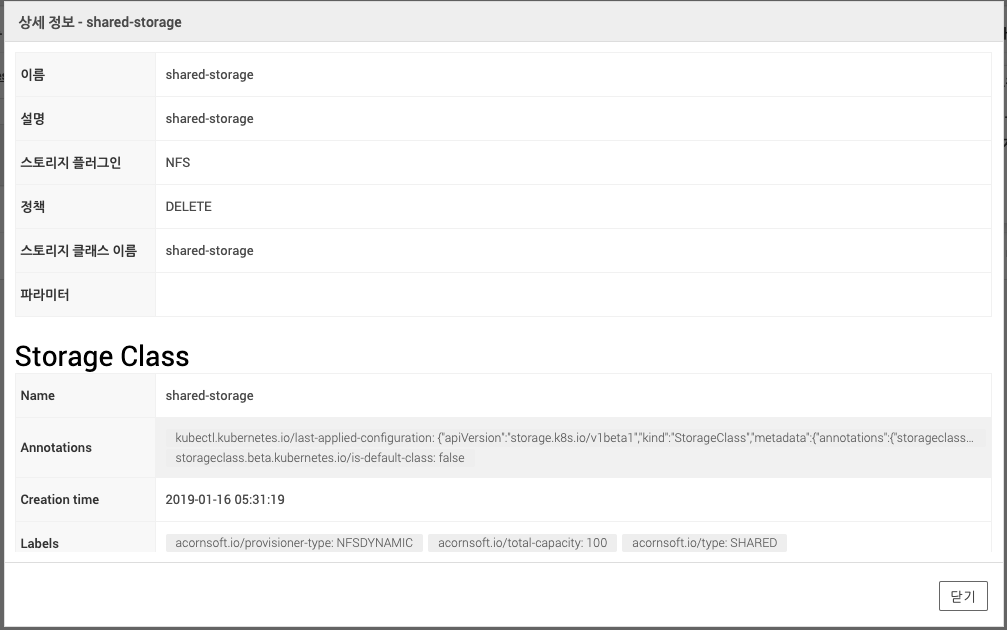 상세 정보 - shared-storage
이름 shared-storage
설명 shared-storage
스토리지 플러그인 NFS
정책 DELETE
스토리지 클래스 이름 shared-storage
파라미터
Storage Class
Name shared-storage
Annotations kubectl.kubernetes.io/last-applied-configuration: {"apiVersion":"storage.k8s.io/v1beta1","kind":"StorageClass","metadata":{"annotations":{"storageclass...
storageclass.beta.kubernetes.io/is-default-class: false
Creation time 2019-01-16 05:31:19
Labels acornsoft.io/provisioner-type: NFSDYNAMIC acornsoft.io/total-capacity: 100 acornsoft.io/type: SHARED
닫기